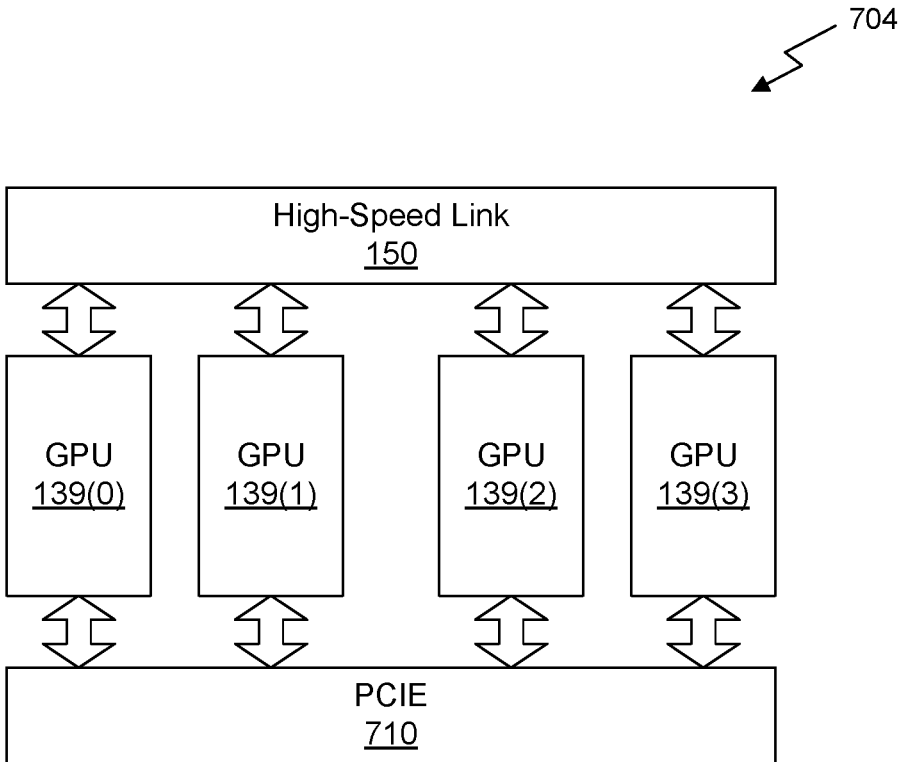 704
High-Speed Link
150
GPU
139(0)
GPU
139(1)
GPU
139(2)
GPU
139(3)
PCIE
710